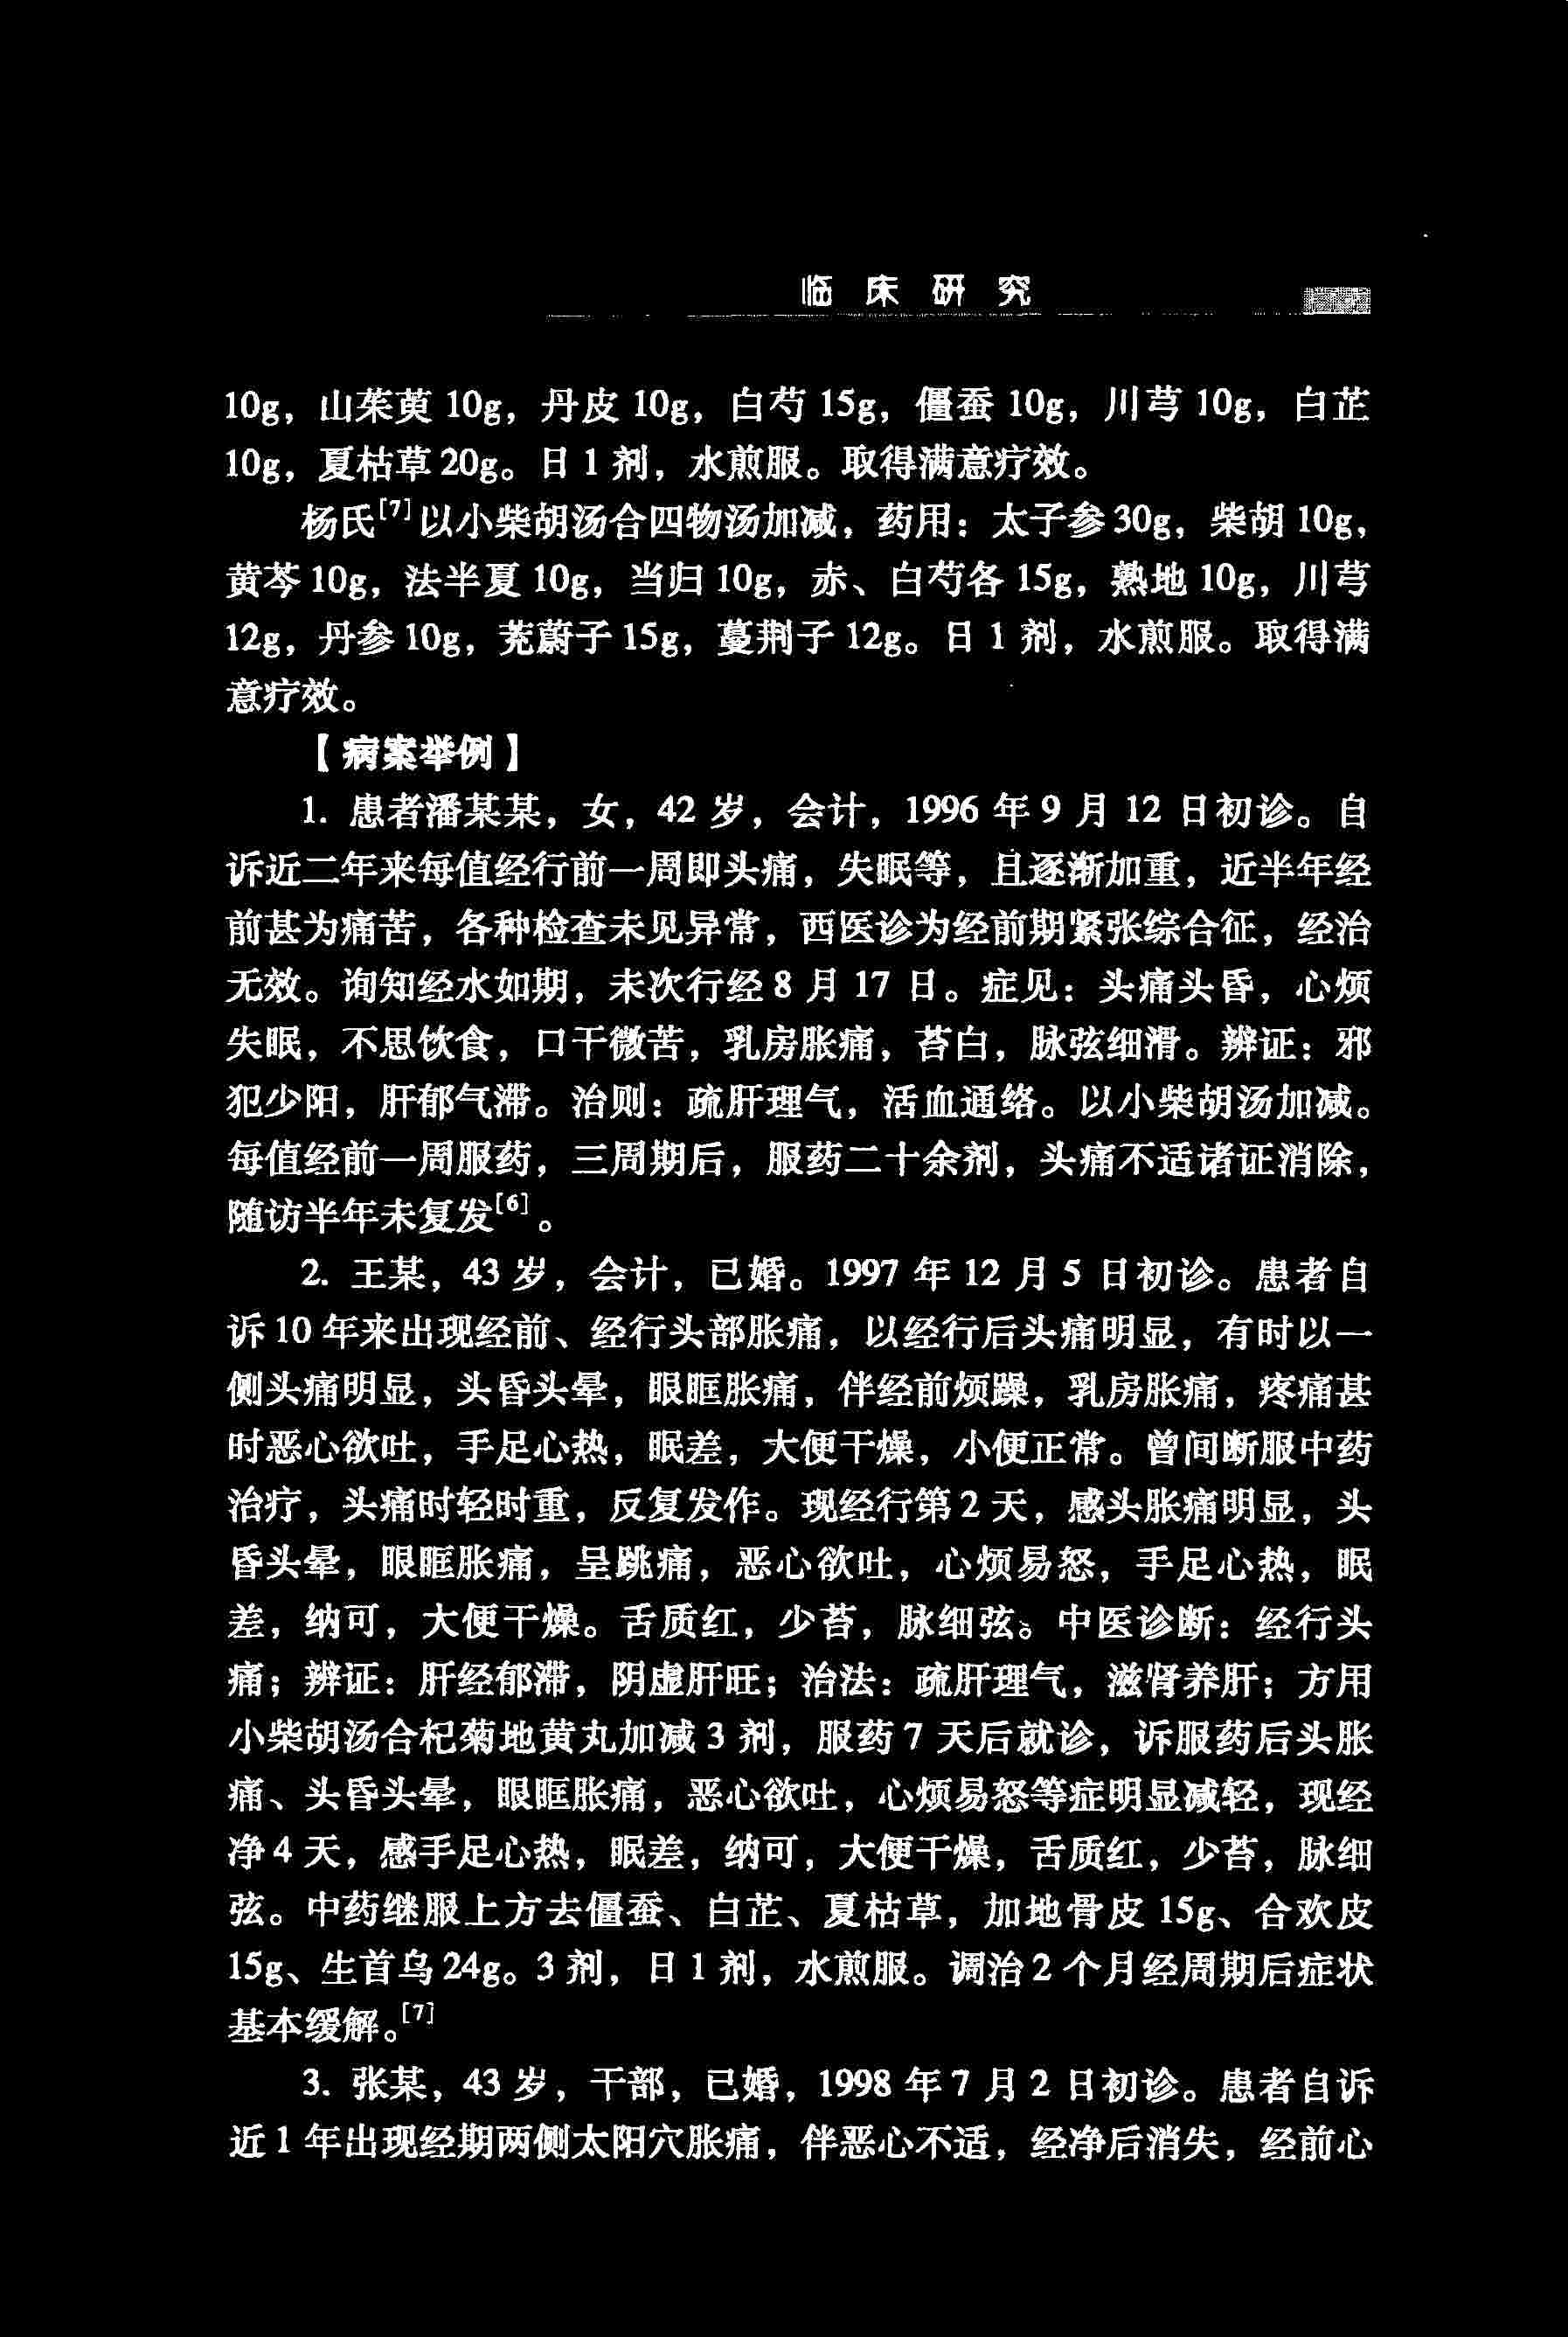 临床研究
10g，山茱萸 10g，丹皮 10g，白芍 15g，僵蚕 10g，川芎 10g，白芷
10g，夏枯草 20g。日 1 剂，水煎服。取得满意疗效。
杨氏[7]以小柴胡汤合四物汤加减，药用：太子参 30g，柴胡 10g，
黄芩 10g，法半夏 10g，当归 10g，赤、白芍各 15g，熟地 10g，川芎
12g，丹参 10g，茺蔚子 15g，蔓荆子 12g。日 1 剂，水煎服。取得满
意疗效。
【病案举例】
1. 患者潘某某，女，42 岁，会计，1996 年 9 月 12 日初诊。自
诉近二年来每值经行前一周即头痛，失眠等，且逐渐加重，近半年经
前甚为痛苦，各种检查未见异常，西医诊为经前期紧张综合征，经治
无效。询知经水如期，末次行经 8 月 17 日。症见：头痛头昏，心烦
失眠，不思饮食，口干微苦，乳房胀痛，苔白，脉弦细滑。辨证：邪
犯少阳，肝郁气滞。治则：疏肝理气，活血通络。以小柴胡汤加减。
每值经前一周服药，三周期后，服药二十余剂，头痛不适诸证消除，
随访半年未复发[6]。
2. 王某，43 岁，会计，已婚。1997 年 12 月 5 日初诊。患者自
诉 10 年来出现经前、经行头部胀痛，以经行后头痛明显，有时以一
侧头痛明显，头昏头晕，眼眶胀痛，伴经前烦躁，乳房胀痛，疼痛甚
时恶心欲吐，手足心热，眠差，大便干燥，小便正常。曾间断服中药
治疗，头痛时轻时重，反复发作。现经行第 2 天，感头胀痛明显，头
昏头晕，眼眶胀痛，呈跳痛，恶心欲吐，心烦易怒，手足心热，眠
差，纳可，大便干燥。舌质红，少苔，脉细弦。中医诊断：经行头
痛；辨证：肝经郁滞，阴虚肝旺；治法：疏肝理气，滋肾养肝；方用
小柴胡汤合杞菊地黄丸加减 3 剂，服药 7 天后就诊，诉服药后头胀
痛、头昏头晕，眼眶胀痛，恶心欲吐，心烦易怒等症明显减轻，现经
净 4 天，感手足心热，眠差，纳可，大便干燥，舌质红，少苔，脉细
弦。中药继服上方去僵蚕、白芷、夏枯草，加地骨皮 15g、合欢皮
15g、生首乌 24g。3 剂，日 1 剂，水煎服。调治 2 个月经周期后症状
基本缓解。[7]
3. 张某，43 岁，干部，已婚，1998 年 7 月 2 日初诊。患者自诉
近 1 年出现经期两侧太阳穴胀痛，伴恶心不适，经净后消失，经前心